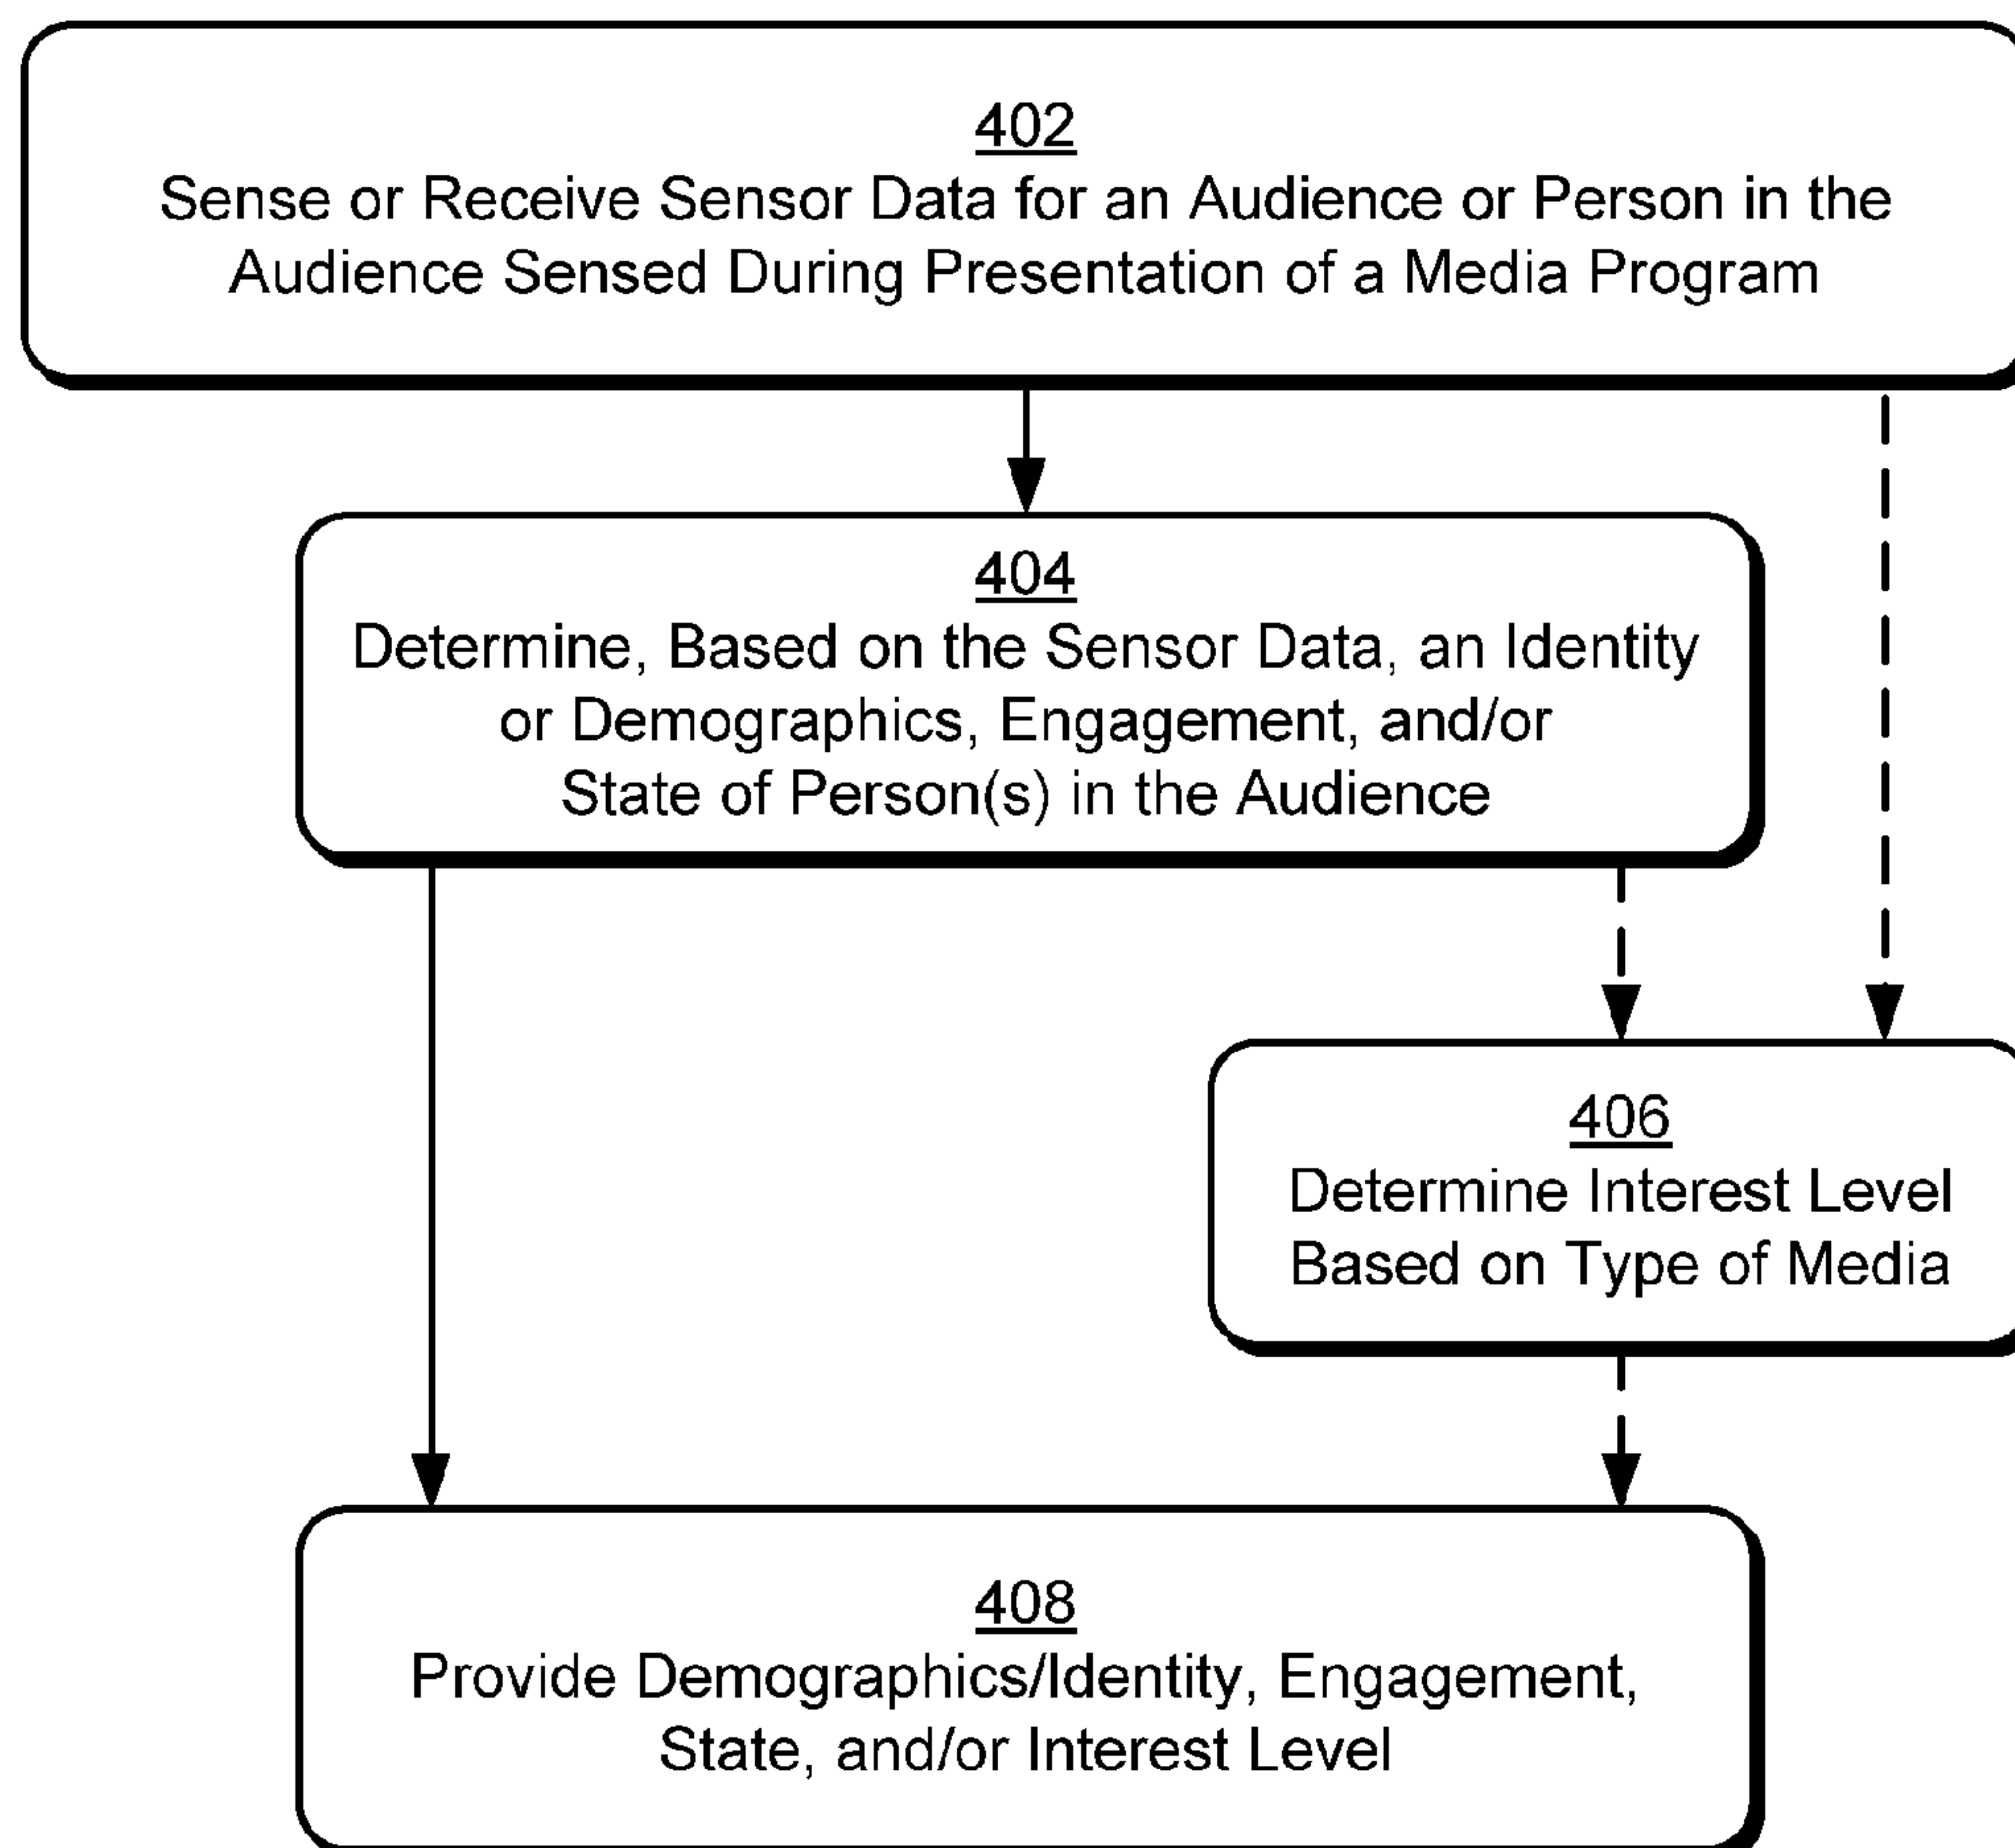 402
Sense or Receive Sensor Data for an Audience or Person in the
Audience Sensed During Presentation of a Media Program
404
Determine, Based on the Sensor Data, an Identity
or Demographics, Engagement, and/or
State of Person(s) in the Audience
406
Determine Interest Level
Based on Type of Media
408
Provide Demographics/Identity, Engagement,
State, and/or Interest Level